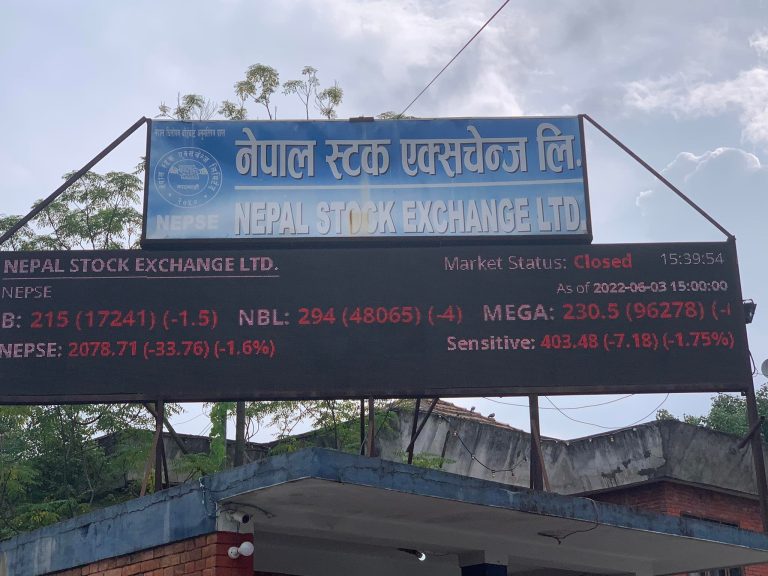 नेपाल स्टक एक्सचेन्ज लि.
NEPSE
NEPAL STOCK EXCHANGE LTD.
NEPAL STOCK EXCHANGE LTD. Market Status: Closed 15:39:54
NEPSE As of 2022-06-03 15:00:00
B: 215 (17241) (-1.5) NBL: 294 (48065) (-4) MEGA: 230.5 (96278) (-
NEPSE: 2078.71 (-33.76) (-1.6%) Sensitive: 403.48 (-7.18) (-1.75%)